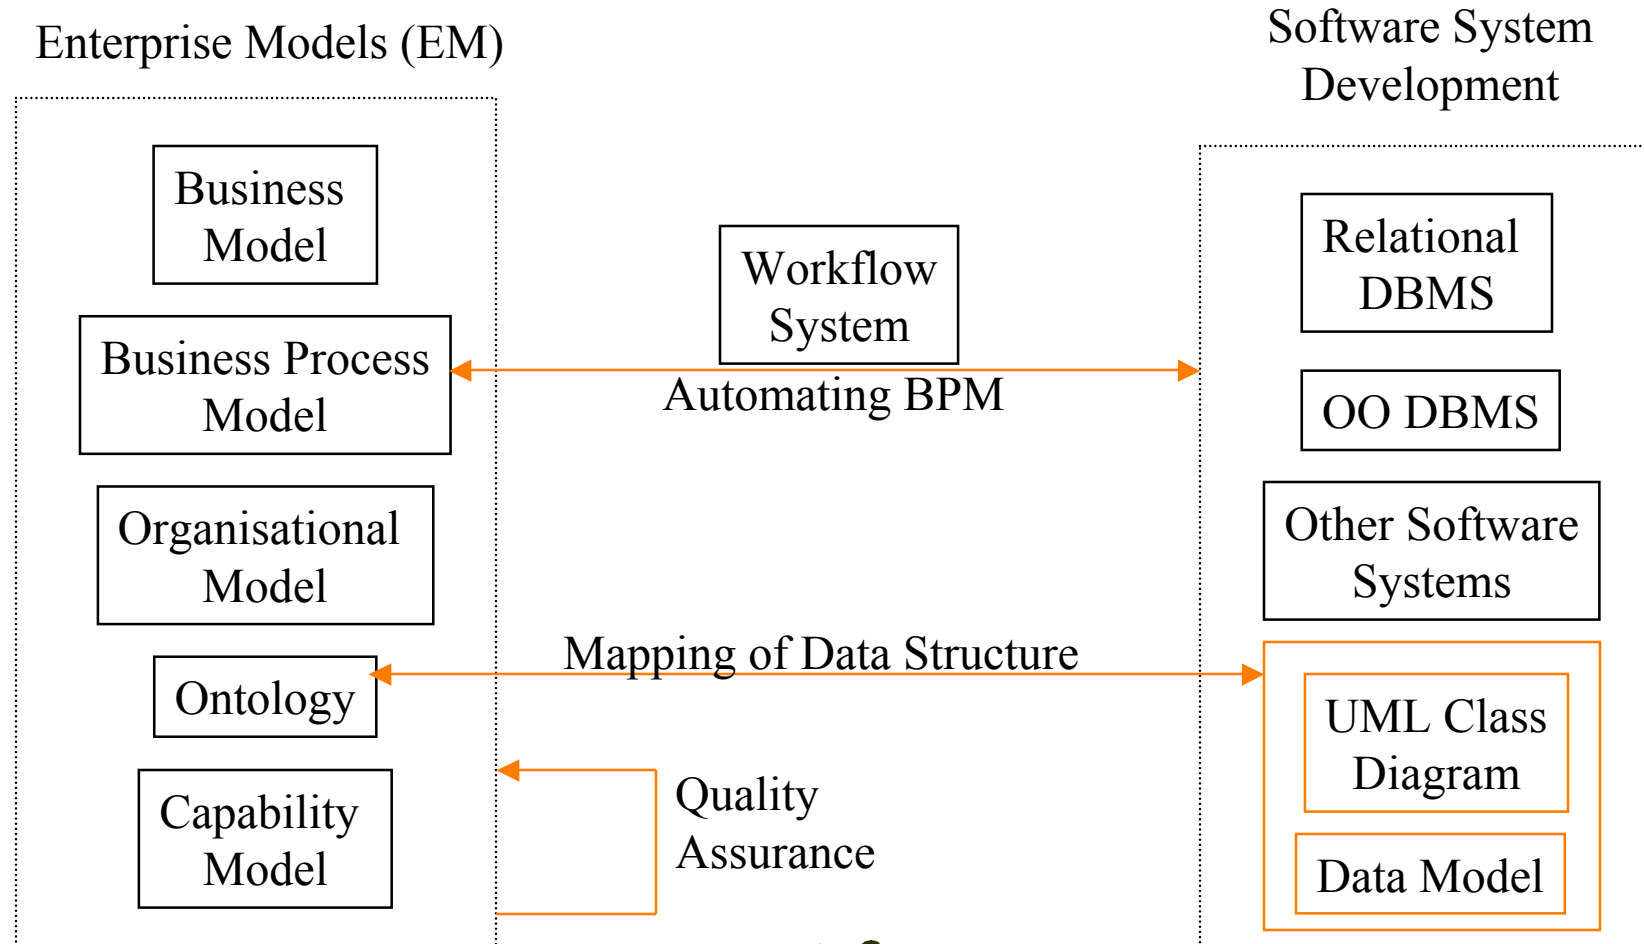 Enterprise Models (EM)
Software System
Development
Business
Model
Business Process
Model
Organisational
Model
Ontology
Capability
Model
Workflow
System
Automating BPM
Mapping of Data Structure
Quality
Assurance
Relational
DBMS
OO DBMS
Other Software
Systems
UML Class
Diagram
Data Model